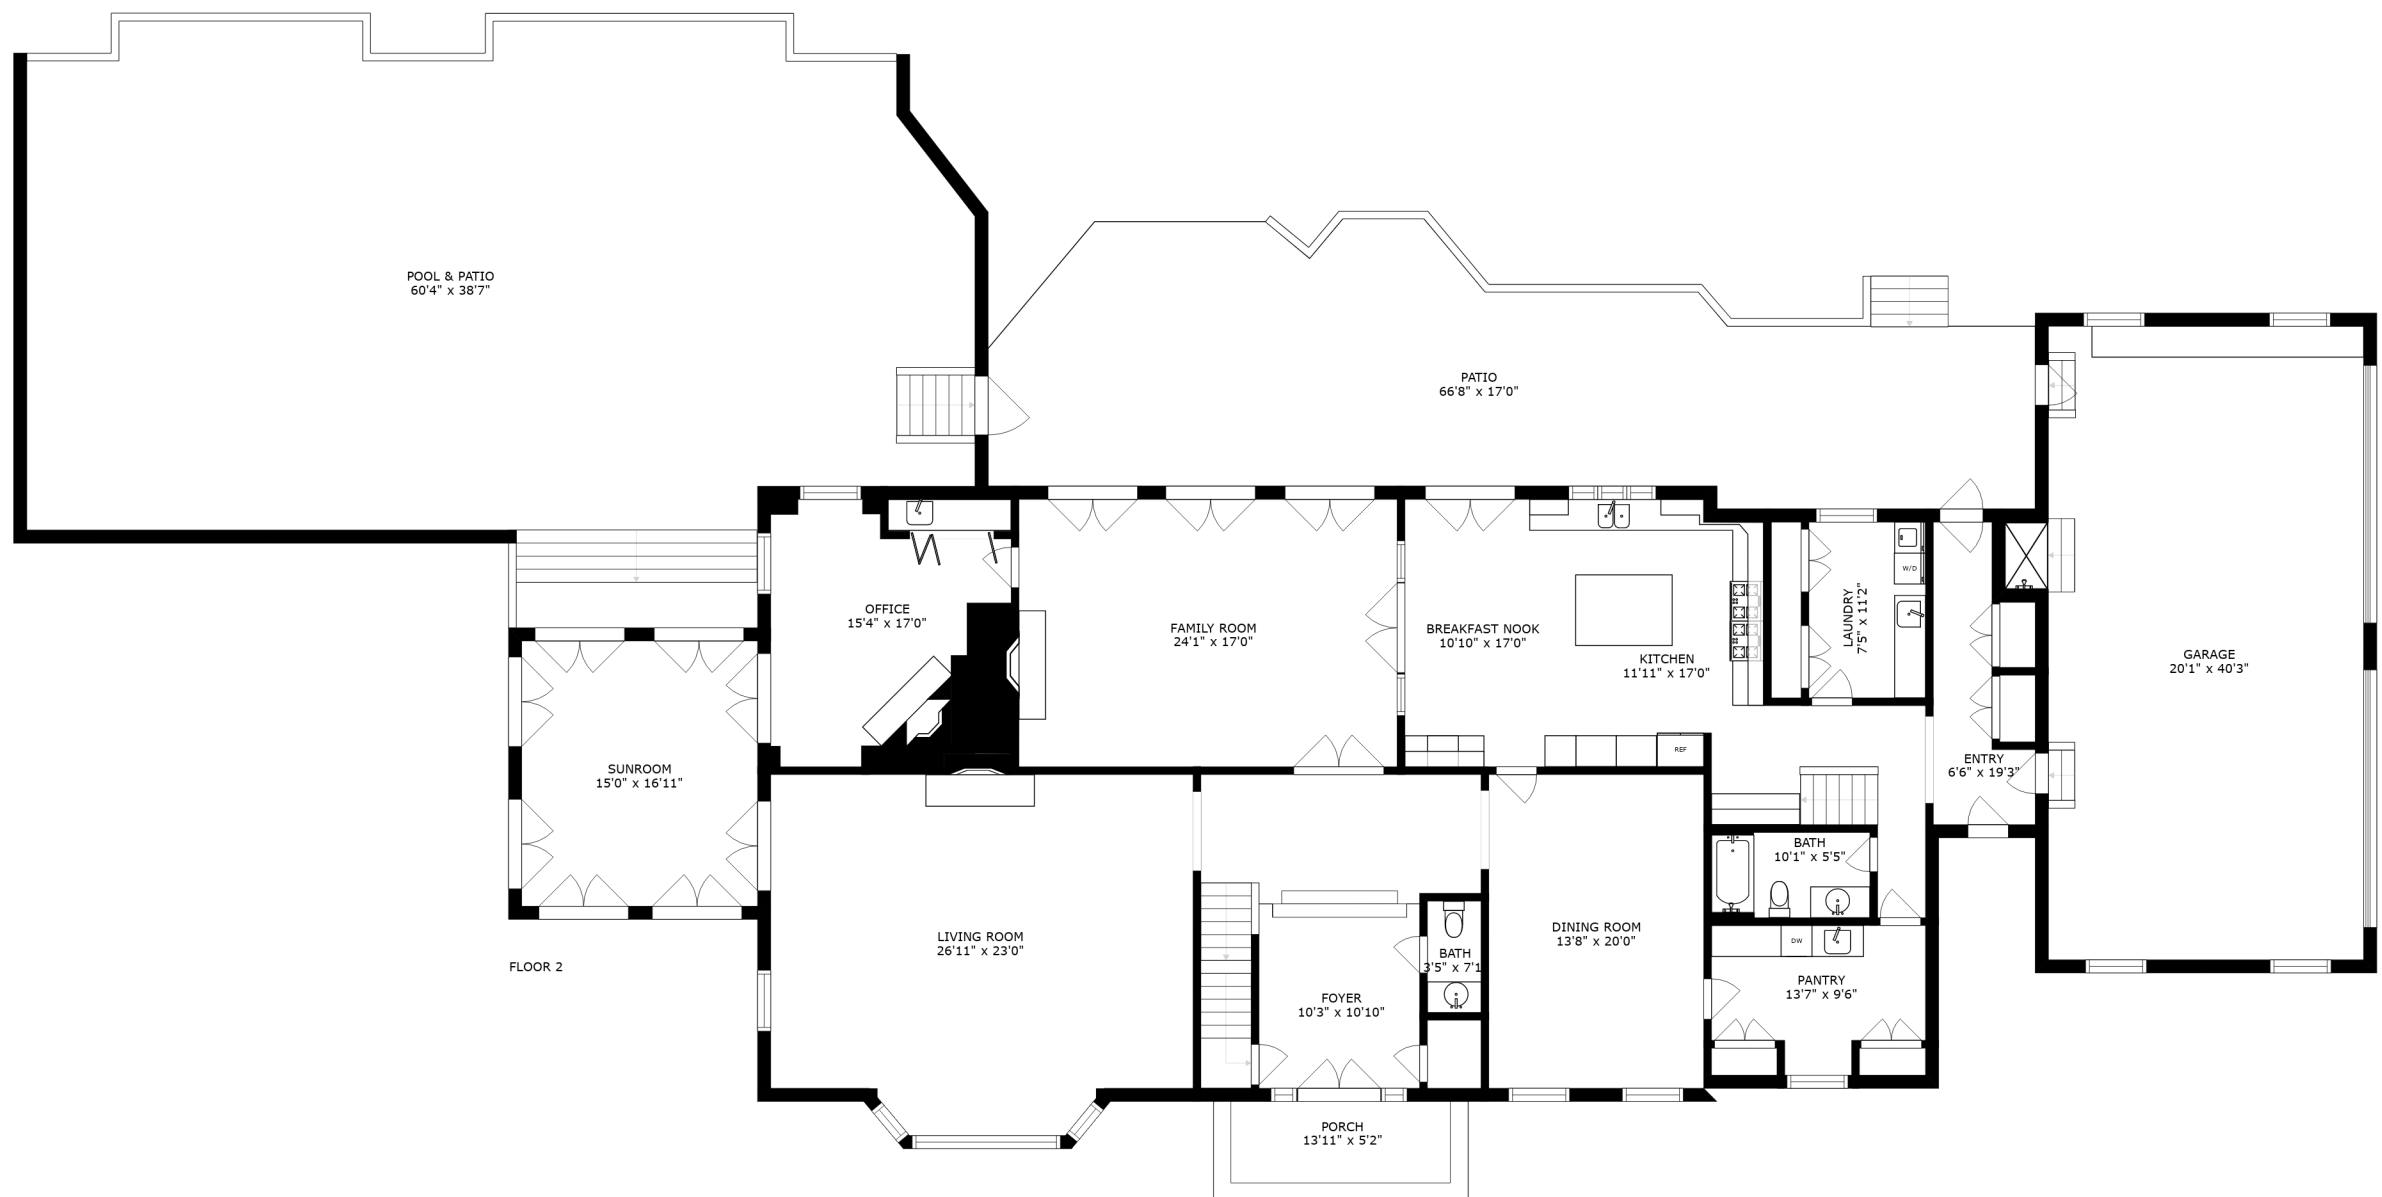 POOL & PATIO
60'4" x 38'7"
PATIO
66'8" x 17'0"
OFFICE
15'4" x 17'0"
FAMILY ROOM
24'1" x 17'0"
BREAKFAST NOOK
10'10" x 17'0"
KITCHEN
11'11" x 17'0"
REF
LAUNDRY
7'5" x 11'2"
W/D
GARAGE
20'1" x 40'3"
ENTRY
6'6" x 19'3"
SUNROOM
15'0" x 16'11"
BATH
10'1" x 5'5"
LIVING ROOM
26'11" x 23'0"
DINING ROOM
13'8" x 20'0"
DW
BATH
3'5" x 7'1
FLOOR 2
PANTRY
13'7" x 9'6"
FOYER
10'3" x 10'10"
PORCH
13'11" x 5'2"